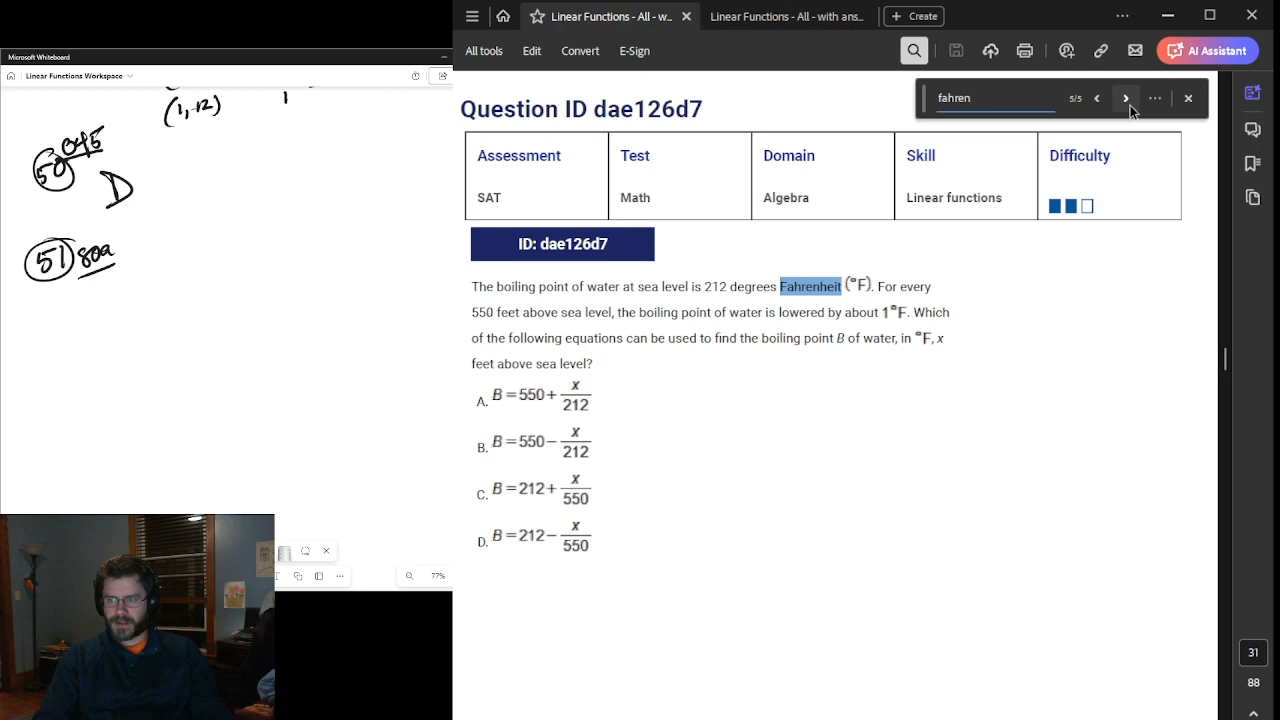 Microsoft Whiteboard
Linear Functions Workspace
(1,-12)
1
50 045
D
51 80a
77%
Linear Functions - All - w...
Linear Functions - All - with ans...
+ Create
All tools
Edit
Convert
E-Sign
AI Assistant
fahren
5/5
Question ID dae126d7
Assessment
Test
Domain
Skill
Difficulty
SAT
Math
Algebra
Linear functions
ID: dae126d7
The boiling point of water at sea level is 212 degrees Fahrenheit (°F). For every
550 feet above sea level, the boiling point of water is lowered by about 1°F. Which
of the following equations can be used to find the boiling point B of water, in °F, x
feet above sea level?
A. B = 550 + x/212
B. B = 550 − x/212
C. B = 212 + x/550
D. B = 212 − x/550
31
88